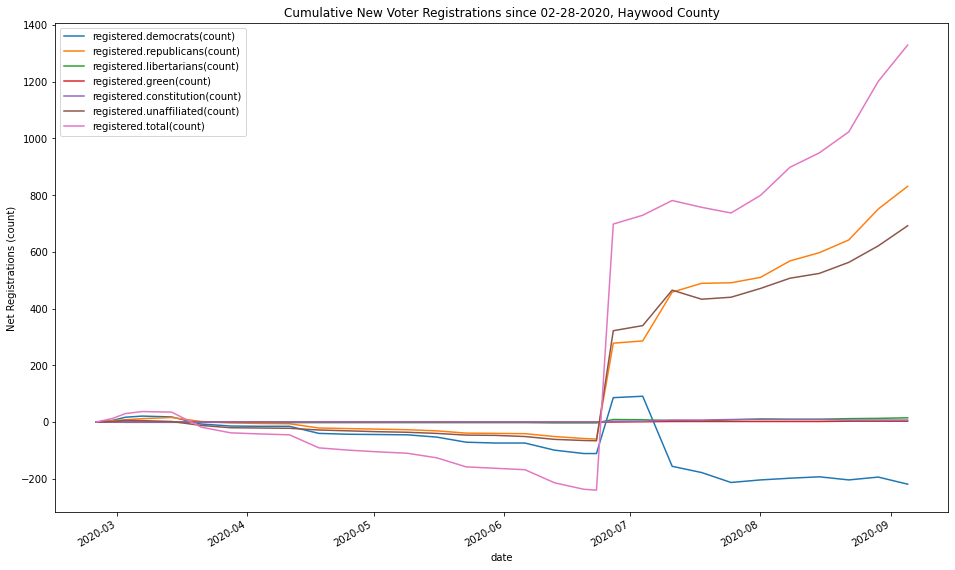 Cumulative New Voter Registrations since 02-28-2020, Haywood County
registered.democrats(count)
registered.republicans(count)
registered.libertarians(count)
registered.green(count)
registered.constitution(count)
registered.unaffiliated(count)
registered.total(count)
Net Registrations (count)
1400
1200
1000
800
600
400
200
0
−200
2020-03
2020-04
2020-05
2020-06
2020-07
2020-08
2020-09
date